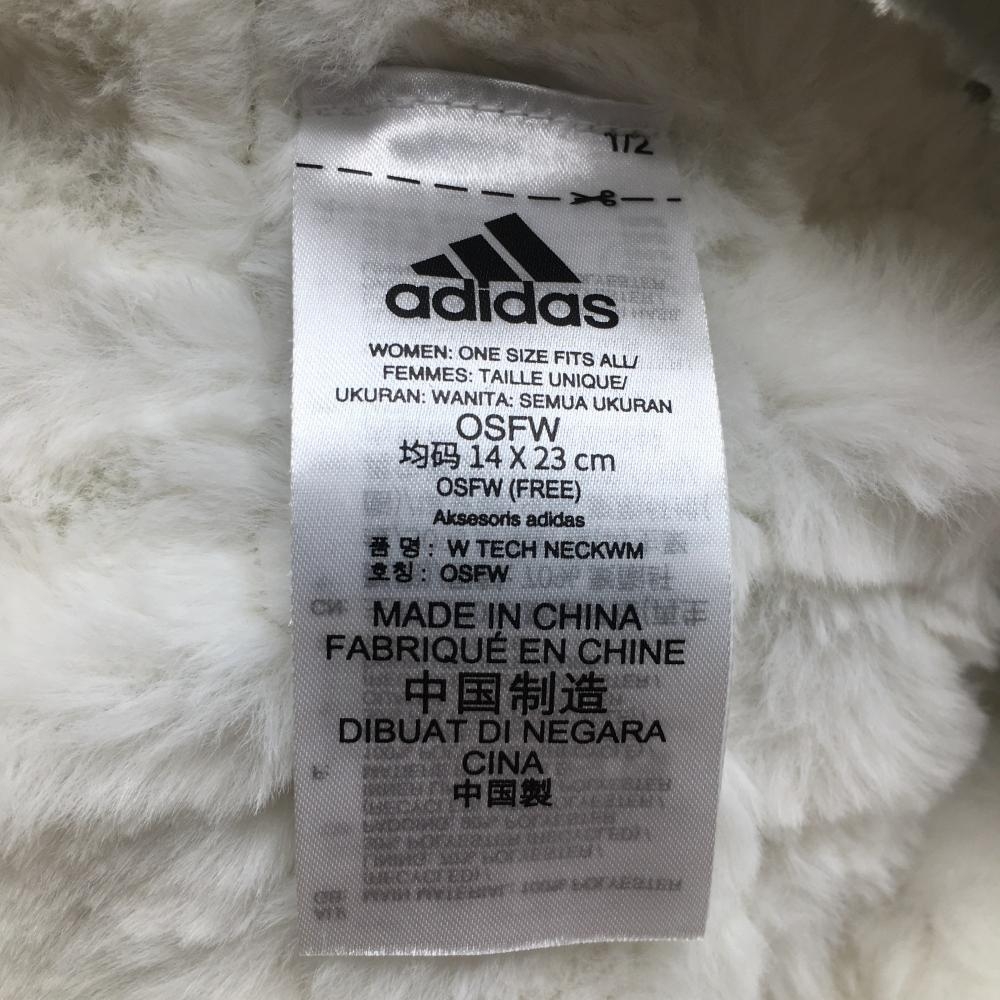 1/2
adidas
WOMEN: ONE SIZE FITS ALL/
FEMMES: TAILLE UNIQUE/
UKURAN: WANITA: SEMUA UKURAN
OSFW
均码 14 X 23 cm
OSFW (FREE)
Aksesoris adidas
품 명 : W TECH NECKWM
호칭 : OSFW
MADE IN CHINA
FABRIQUÉ EN CHINE
中国制造
DIBUAT DI NEGARA
CINA
中国製